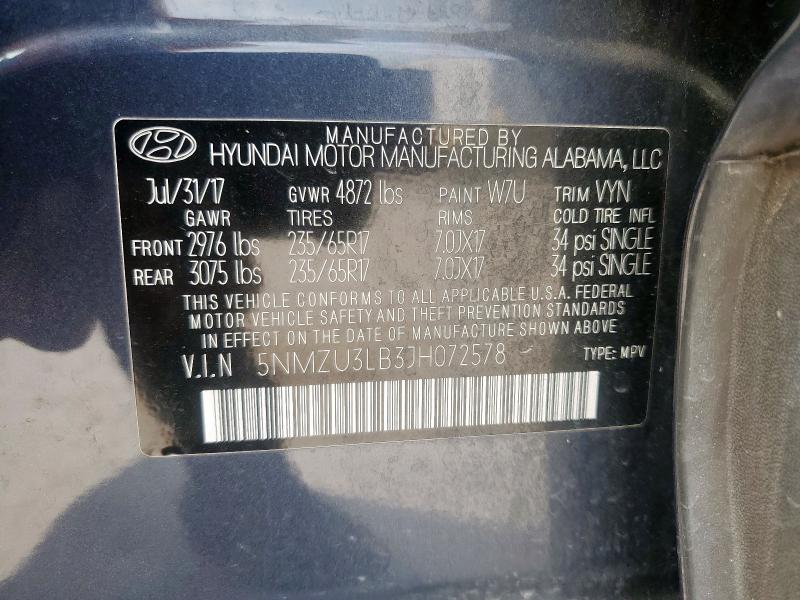 MANUFACTURED BY
HYUNDAI MOTOR MANUFACTURING ALABAMA, LLC
Jul/31/17 GVWR 4872 lbs PAINT W7U TRIM VYN
GAWR TIRES RIMS COLD TIRE INFL
FRONT 2976 lbs 235/65R17 7.0JX17 34 psi SINGLE
REAR 3075 lbs 235/65R17 7.0JX17 34 psi SINGLE
THIS VEHICLE CONFORMS TO ALL APPLICABLE U.S.A. FEDERAL
MOTOR VEHICLE SAFETY AND THEFT PREVENTION STANDARDS
IN EFFECT ON THE DATE OF MANUFACTURE SHOWN ABOVE
V.I.N 5NMZU3LB3JH072578 TYPE: MPV